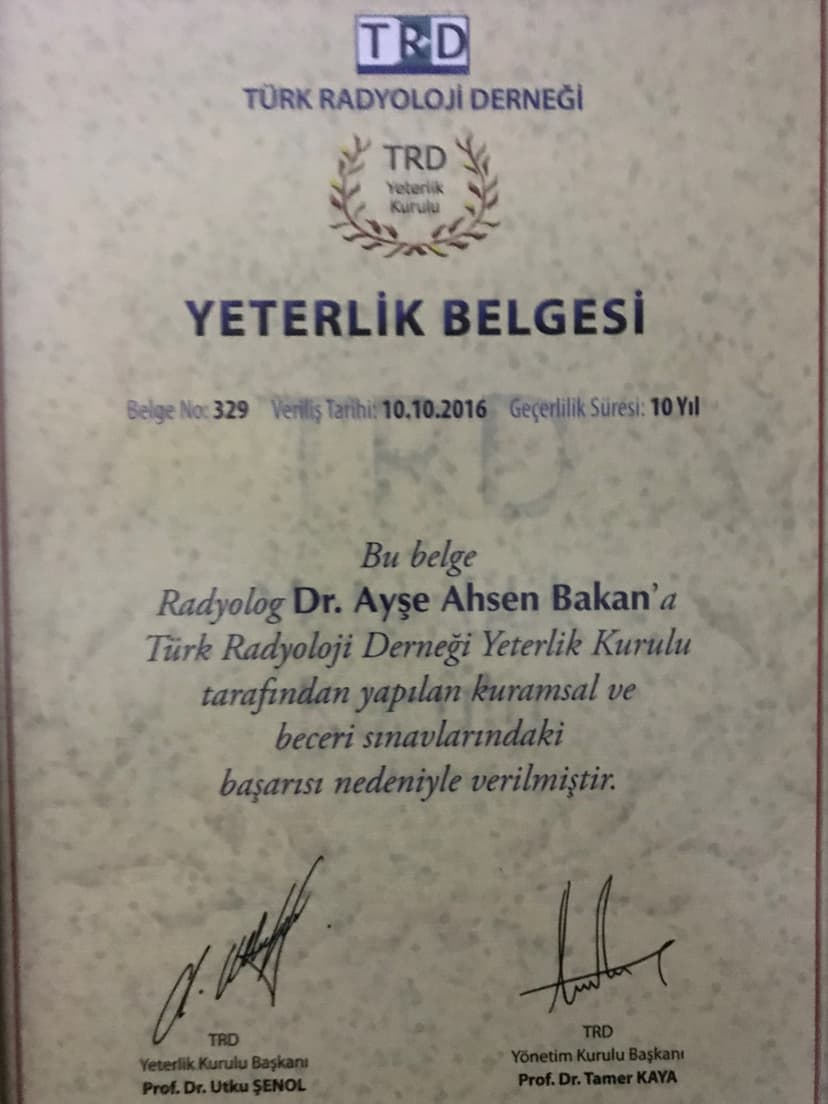 TRD
TÜRK RADYOLOJİ DERNEĞİ
TRD
Yeterlik
Kurulu
YETERLİK BELGESİ
Belge No: 329 Veriliş Tarihi: 10.10.2016 Geçerlilik Süresi: 10 Yıl
TRD
Bu belge
Radyolog Dr. Ayşe Ahsen Bakan'a
Türk Radyoloji Derneği Yeterlik Kurulu
tarafından yapılan kuramsal ve
beceri sınavlarındaki
başarısı nedeniyle verilmiştir.
TRD
Yeterlik Kurulu Başkanı
Prof. Dr. Utku ŞENOL
TRD
Yönetim Kurulu Başkanı
Prof. Dr. Tamer KAYA